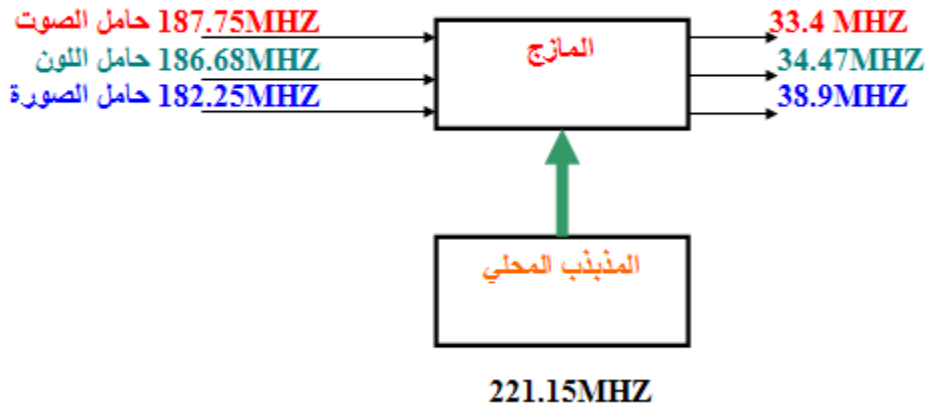 187.75MHZ حامل الصوت
186.68MHZ حامل اللون
182.25MHZ حامل الصورة
المازج
33.4 MHZ
34.47MHZ
38.9MHZ
المذبذب المحلي
221.15MHZ